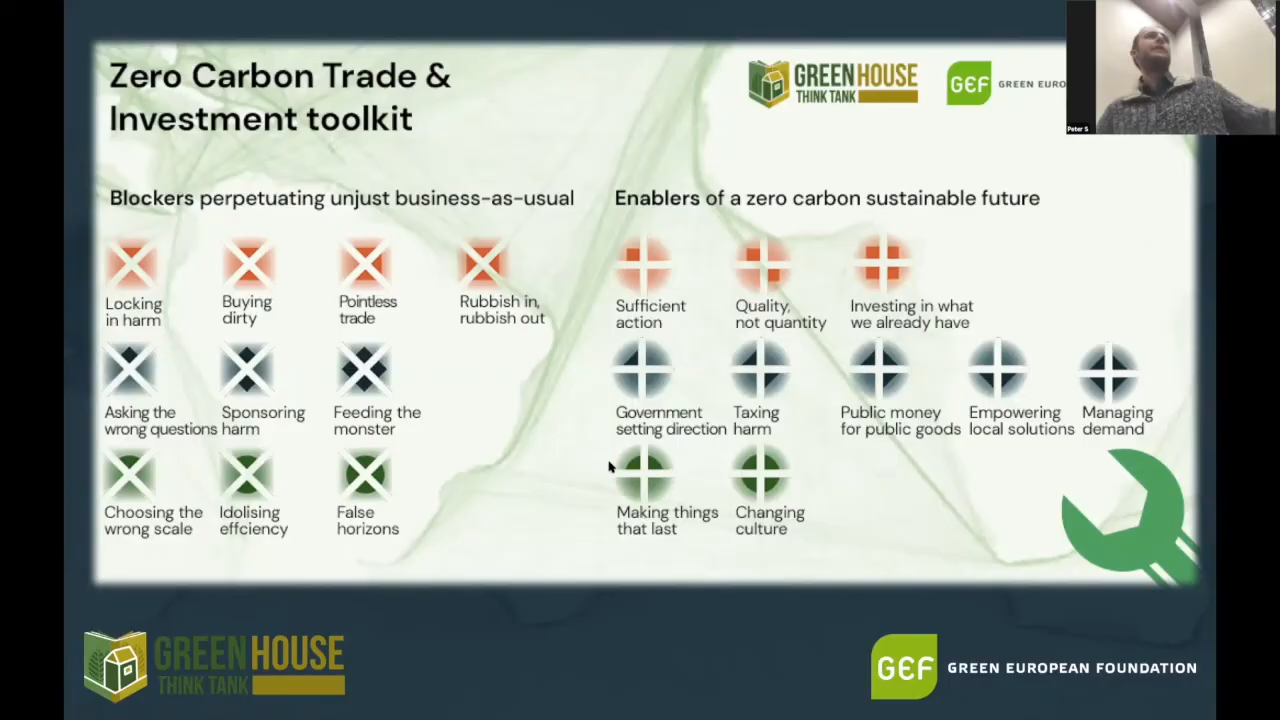 Zero Carbon Trade &
Investment toolkit
GREENHOUSE
THINK TANK
GEF
GREEN EURO
Peter S
Blockers perpetuating unjust business-as-usual
Locking
in harm
Buying
dirty
Pointless
trade
Rubbish in,
rubbish out
Asking the
wrong questions
Sponsoring
harm
Feeding the
monster
Choosing the
wrong scale
Idolising
effciency
False
horizons
Enablers of a zero carbon sustainable future
Sufficient
action
Quality,
not quantity
Investing in what
we already have
Government
setting direction
Taxing
harm
Public money
for public goods
Empowering
local solutions
Managing
demand
Making things
that last
Changing
culture
GREENHOUSE
THINK TANK
GEF
GREEN EUROPEAN FOUNDATION